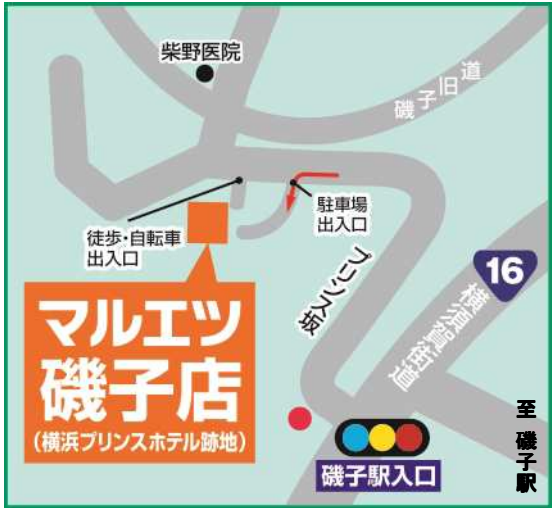 柴野医院
磯子旧道
徒歩・自転車
出入口
駐車場
出入口
プリンス坂
16
横須賀街道
マルエツ
磯子店
(横浜プリンスホテル跡地)
至 磯子駅
磯子駅入口